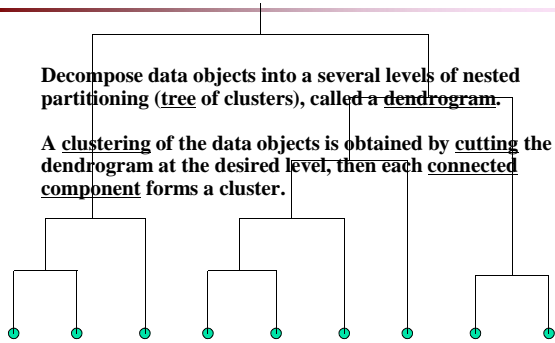 Decompose data objects into a several levels of nested
partitioning (tree of clusters), called a dendrogram.
A clustering of the data objects is obtained by cutting the
dendrogram at the desired level, then each connected
component forms a cluster.